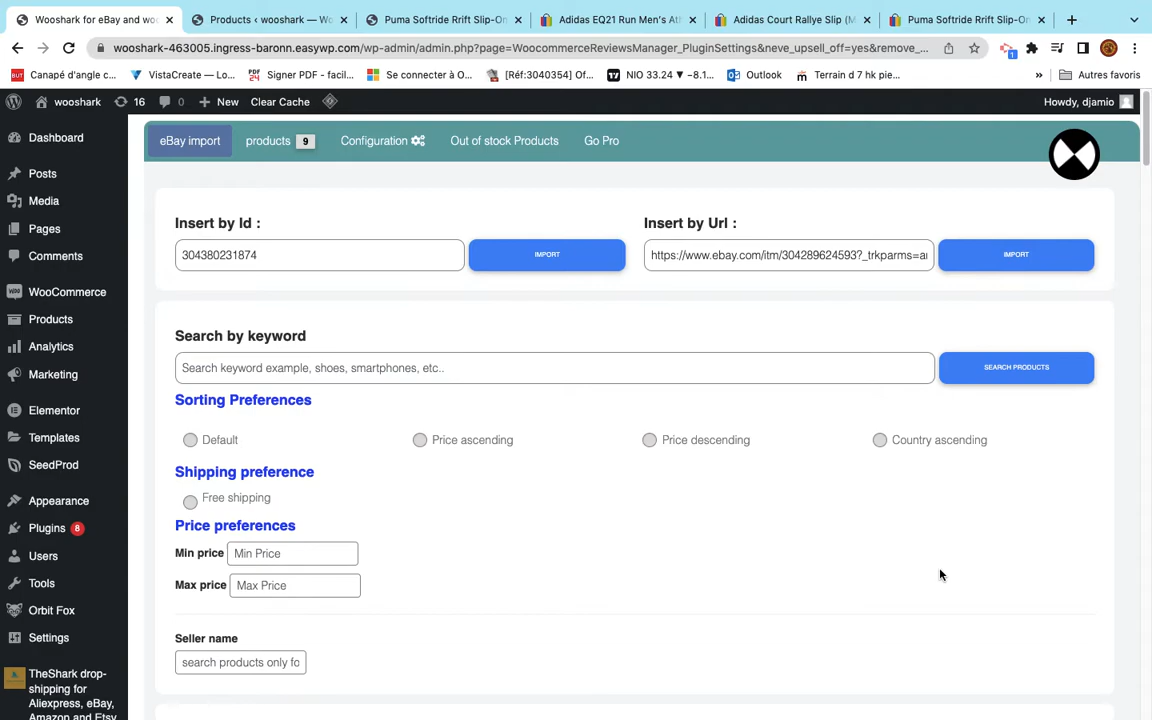 Wooshark for eBay and woo
Products ‹ wooshark — Wo
Puma Softride Rrift Slip-On
Adidas EQ21 Run Men's At
Adidas Court Rallye Slip (M
Puma Softride Rrift Slip-On
wooshark-463005.ingress-baronn.easywp.com/wp-admin/admin.php?page=WoocommerceReviewsManager_PluginSettings&neve_upsell_off=yes&remove_...
BUT Canapé d'angle c... VistaCreate – Lo... PDF 24 Signer PDF - facil... Se connecter à O... [Réf:3040354] Of... NIO 33.24 ▼ −8.1... Outlook Terrain d 7 hk pie... » Autres favoris
wooshark 16 0 + New Clear Cache Howdy, djamio
eBay import products 9 Configuration Out of stock Products Go Pro
Dashboard
Posts
Media
Pages
Comments
WooCommerce
Products
Analytics
Marketing
Elementor
Templates
SeedProd
Appearance
Plugins 8
Users
Tools
Orbit Fox
Settings
TheShark drop-
shipping for
Aliexpress, eBay,
Amazon and Etsy
Insert by Id :
304380231874 IMPORT
Insert by Url :
https://www.ebay.com/itm/304289624593?_trkparms=a IMPORT
Search by keyword
Search keyword example, shoes, smartphones, etc.. SEARCH PRODUCTS
Sorting Preferences
Default Price ascending Price descending Country ascending
Shipping preference
Free shipping
Price preferences
Min price Min Price
Max price Max Price
Seller name
search products only fo